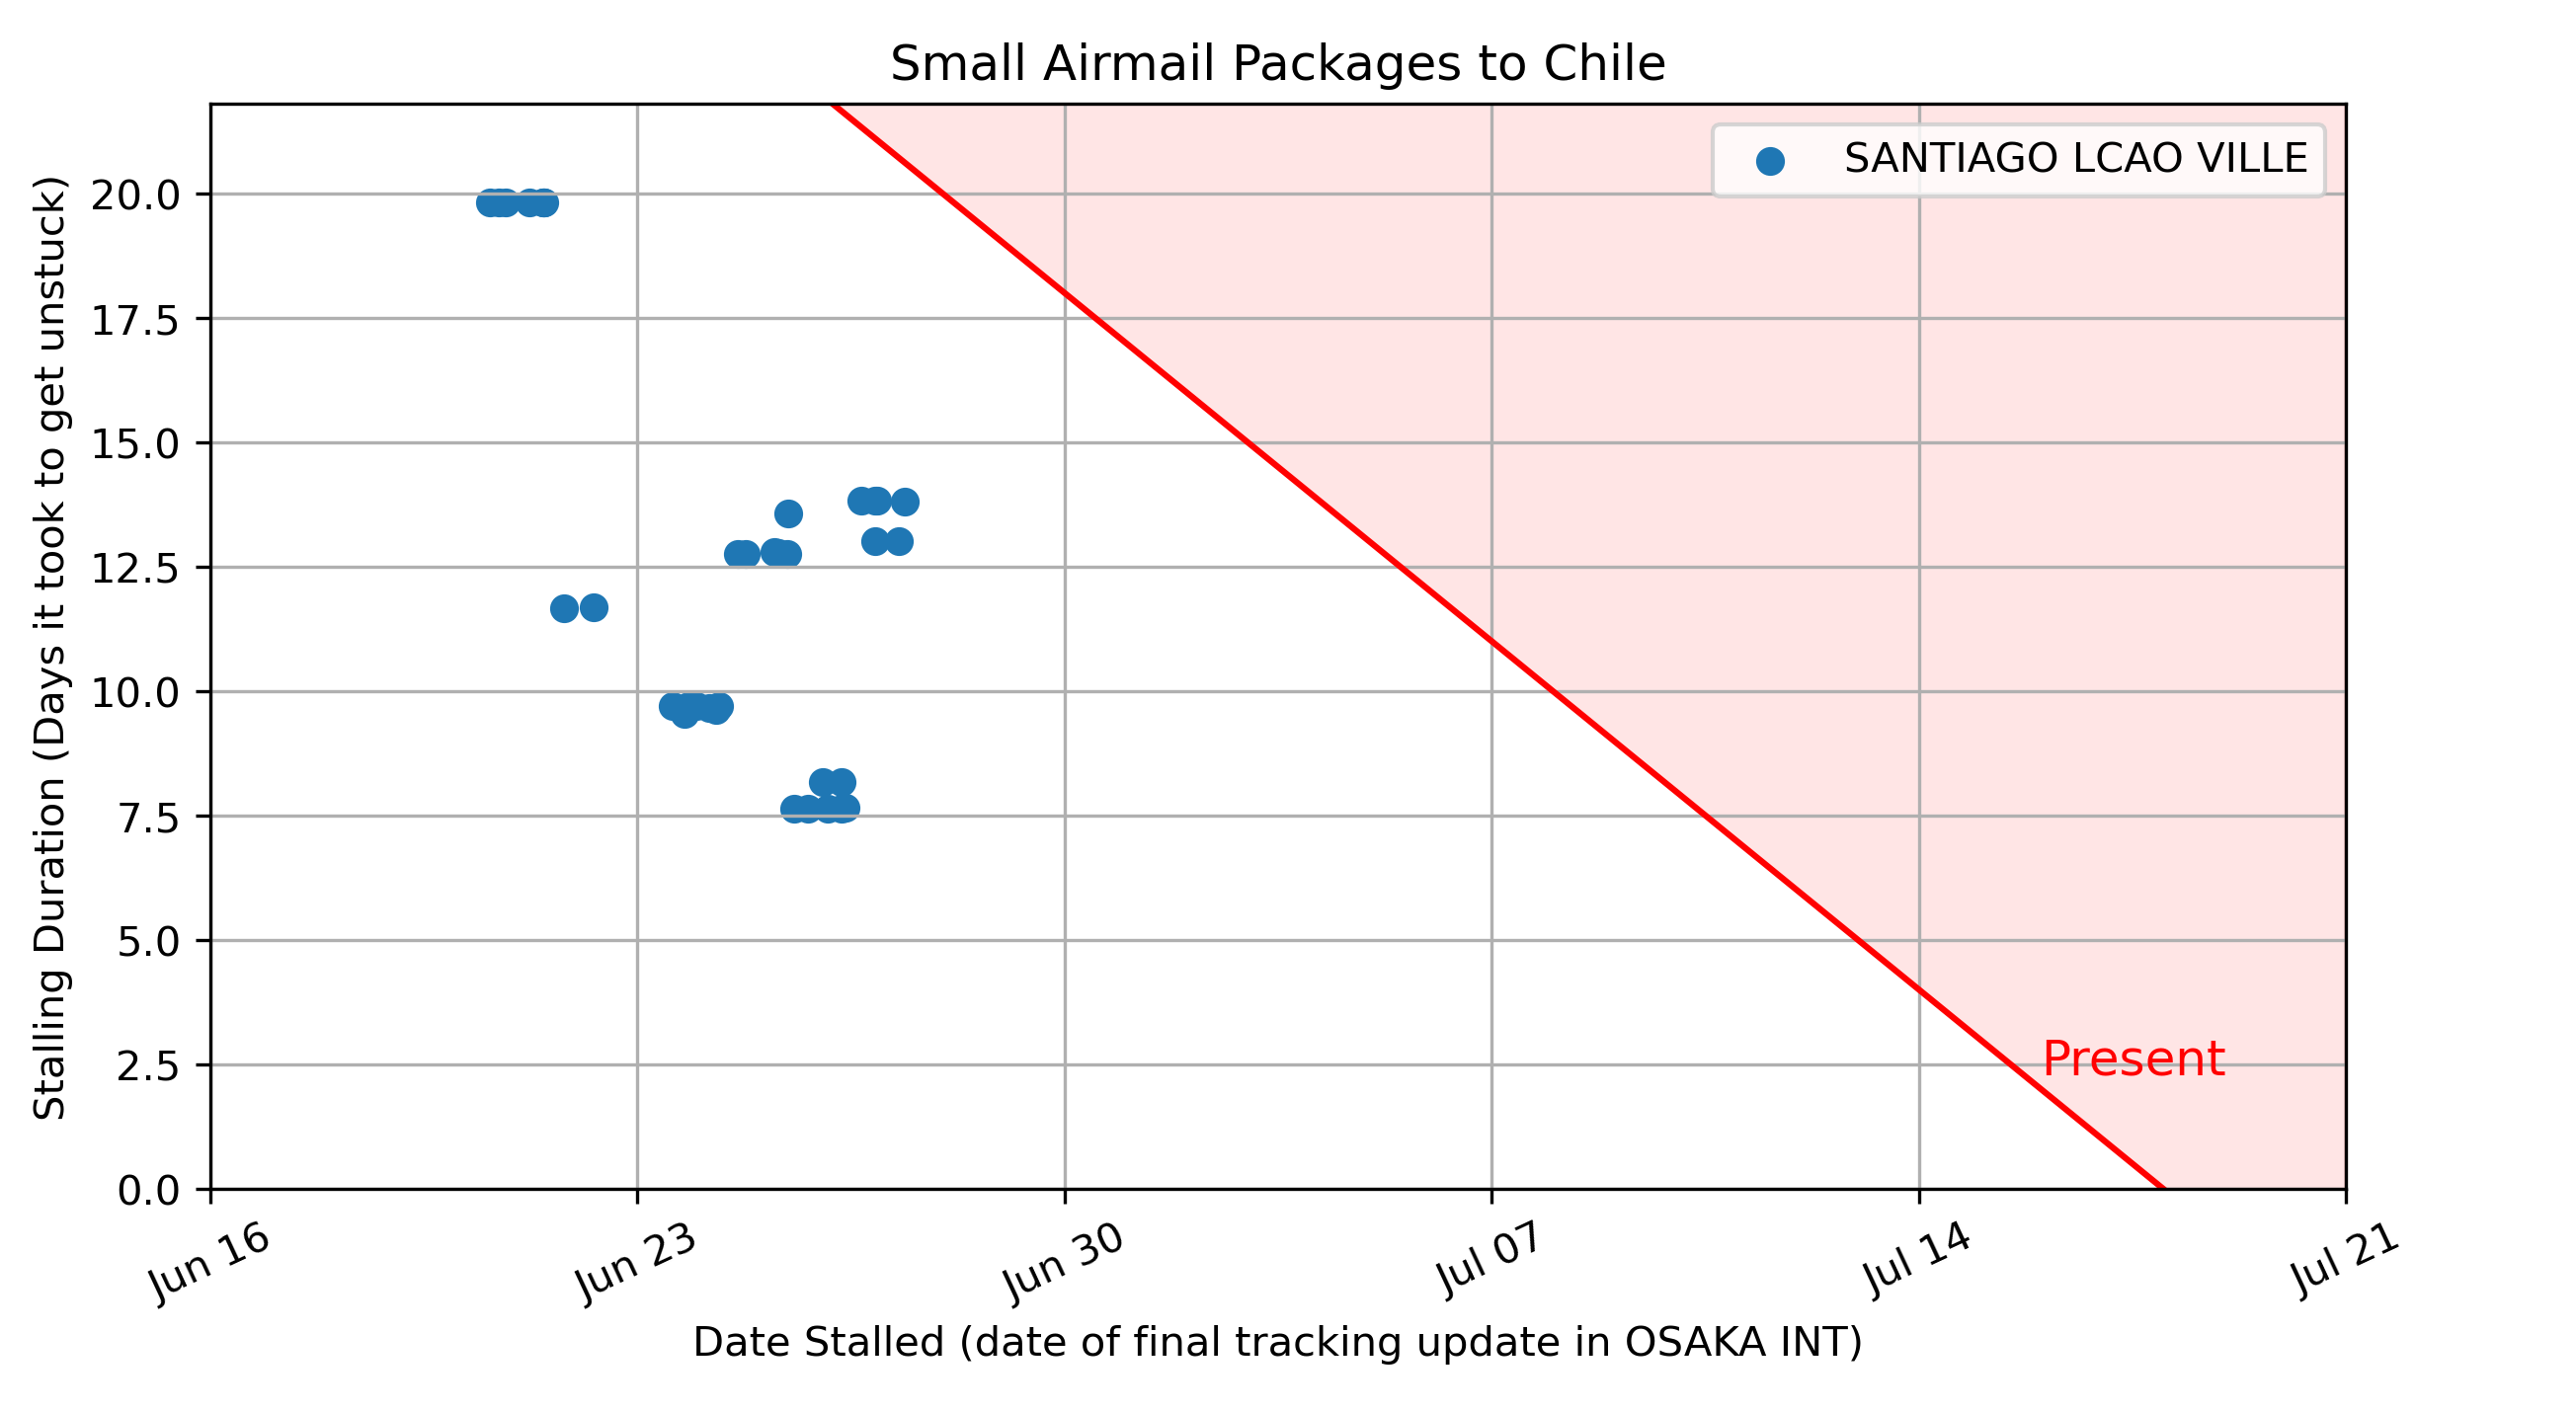 Small Airmail Packages to Chile
SANTIAGO LCAO VILLE
Stalling Duration (Days it took to get unstuck)
20.0
17.5
15.0
12.5
10.0
7.5
5.0
2.5
0.0
Present
Jun 16
Jun 23
Jun 30
Jul 07
Jul 14
Jul 21
Date Stalled (date of final tracking update in OSAKA INT)